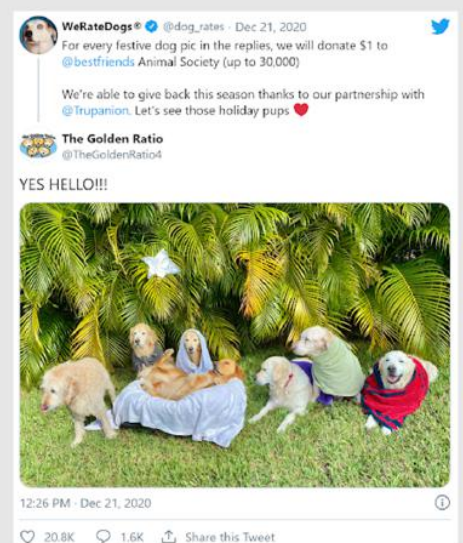 WeRateDogs® @dog_rates · Dec 21, 2020
For every festive dog pic in the replies, we will donate $1 to
@bestfriends Animal Society (up to 30,000)
We're able to give back this season thanks to our partnership with
@Trupanion. Let's see those holiday pups ❤️
The Golden Ratio
@TheGoldenRatio4
YES HELLO!!!
12:26 PM · Dec 21, 2020
20.8K 1.6K Share this Tweet